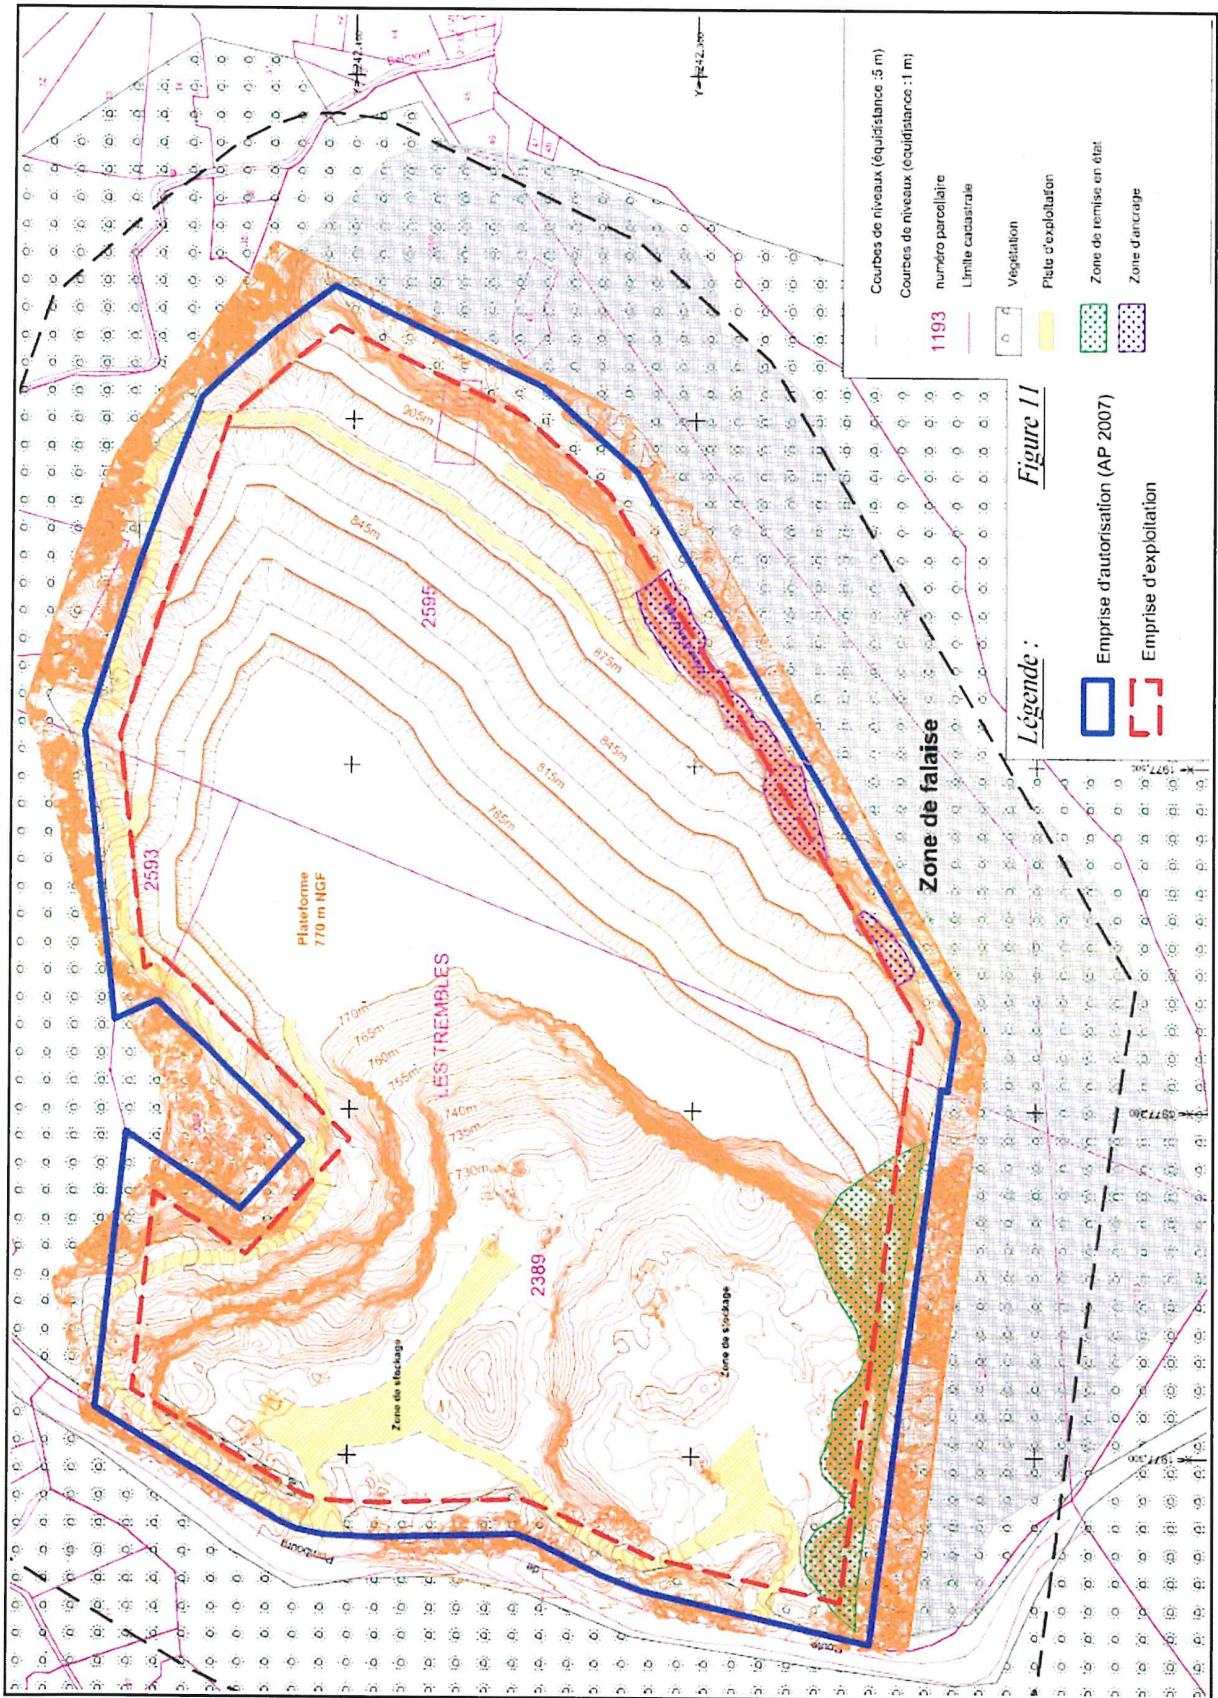 Courbes de niveaux (équidistance :5 m)
Courbes de niveaux (équidistance :1 m)
1193 numéro parcellaire
Limite cadastrale
Végétation
Piste d'exploitation
Zone de remise en état
Zone d'ancrage
Figure 11
Légende :
Emprise d'autorisation (AP 2007)
Emprise d'exploitation
Zone de falaise
Belmont
905m
845m
2595
875m
845m
815m
785m
2593
Plateforme
770 m NGF
LES TREMBLES
770m
765m
760m
755m
740m
735m
730m
2389
Zone de stockage
Zone de stockage
de